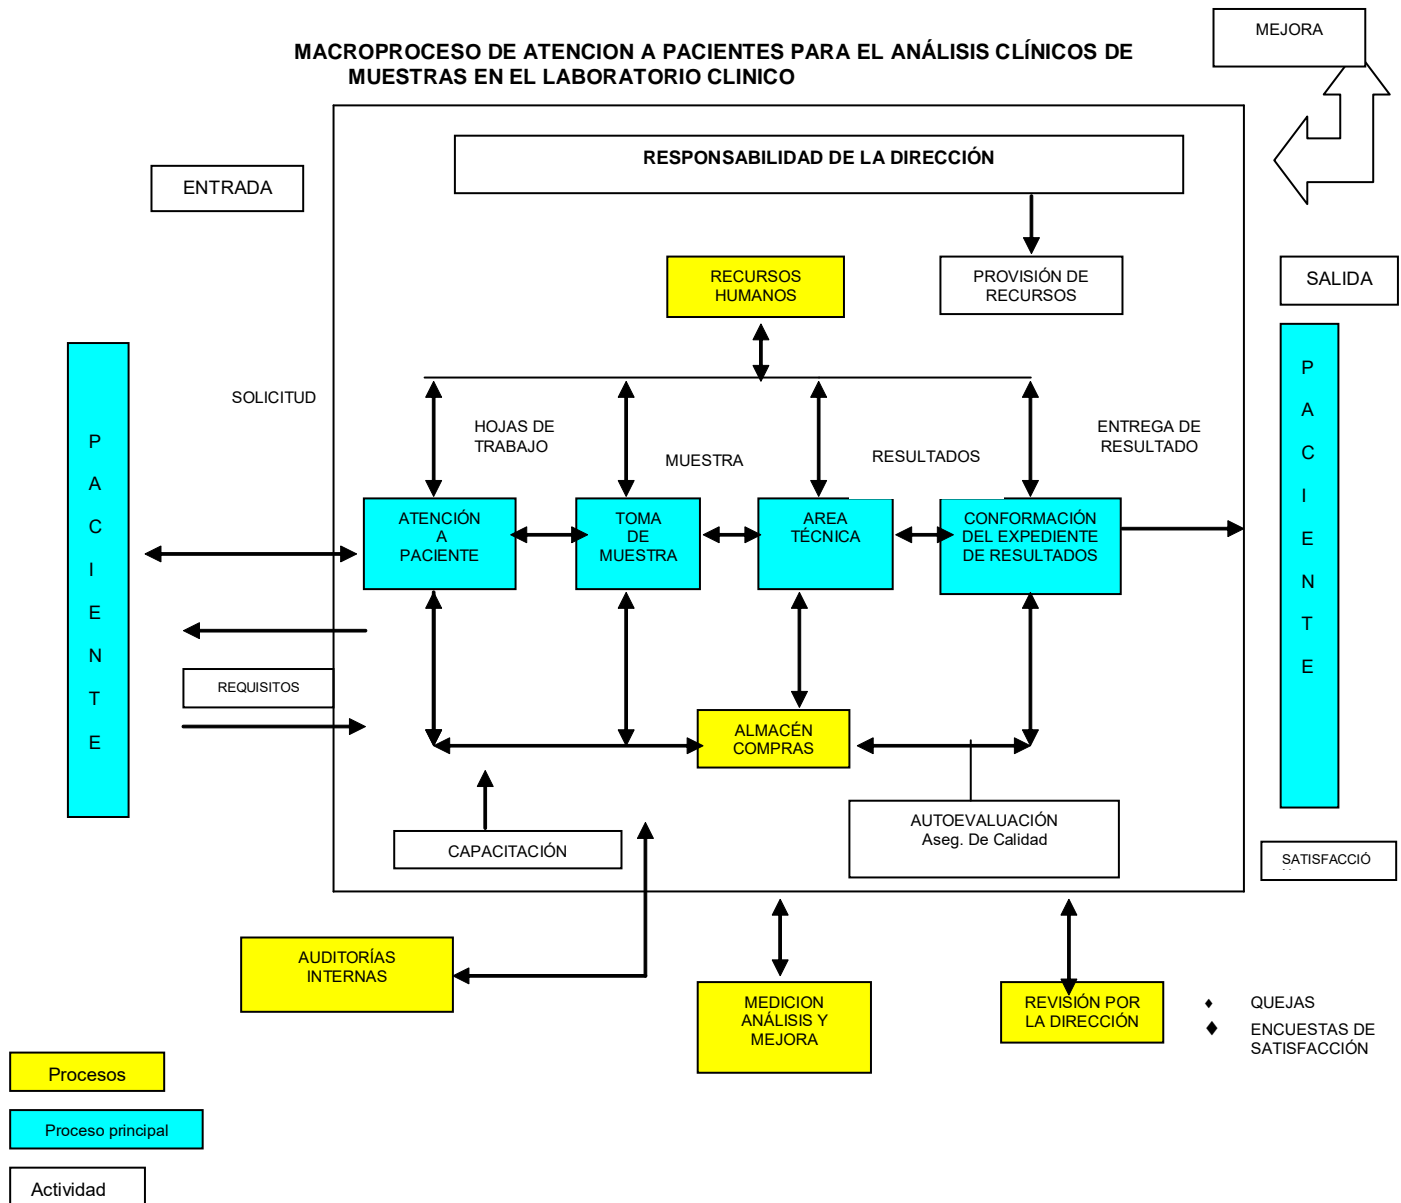 MEJORA
MACROPROCESO DE ATENCION A PACIENTES PARA EL ANÁLISIS CLÍNICOS DE
MUESTRAS EN EL LABORATORIO CLINICO
RESPONSABILIDAD DE LA DIRECCIÓN
ENTRADA
RECURSOS
HUMANOS
PROVISIÓN DE
RECURSOS
SALIDA
SOLICITUD
HOJAS DE
TRABAJO
MUESTRA
RESULTADOS
ENTREGA DE
RESULTADO
P
A
C
I
E
N
T
E
ATENCIÓN
A
PACIENTE
TOMA
DE
MUESTRA
AREA
TÉCNICA
CONFORMACIÓN
DEL EXPEDIENTE
DE RESULTADOS
P
A
C
I
E
N
T
E
REQUISITOS
ALMACÉN
COMPRAS
CAPACITACIÓN
AUTOEVALUACIÓN
Aseg. De Calidad
SATISFACCIÓ
AUDITORÍAS
INTERNAS
MEDICION
ANÁLISIS Y
MEJORA
REVISIÓN POR
LA DIRECCIÓN
QUEJAS
ENCUESTAS DE
SATISFACCIÓN
Procesos
Proceso principal
Actividad